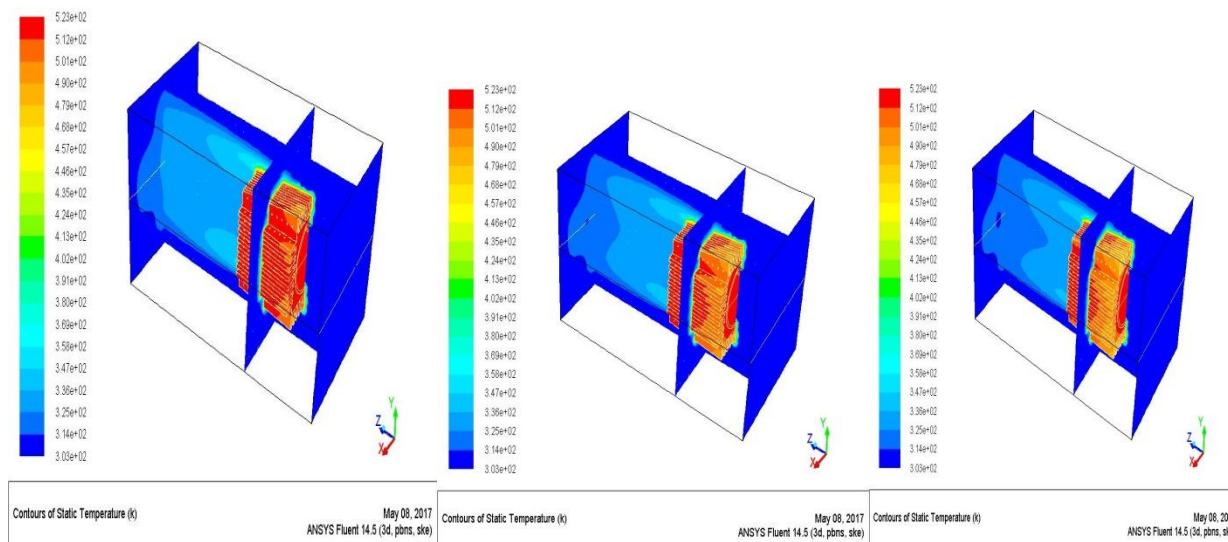 5.23e+02
5.12e+02
5.01e+02
4.90e+02
4.79e+02
4.68e+02
4.57e+02
4.46e+02
4.35e+02
4.24e+02
4.13e+02
4.02e+02
3.91e+02
3.80e+02
3.69e+02
3.58e+02
3.47e+02
3.36e+02
3.25e+02
3.14e+02
3.03e+02
Y
Z
X
Contours of Static Temperature (k)
May 08, 2017
ANSYS Fluent 14.5 (3d, pbns, ske)
5.23e+02
5.12e+02
5.01e+02
4.90e+02
4.79e+02
4.68e+02
4.57e+02
4.46e+02
4.35e+02
4.24e+02
4.13e+02
4.02e+02
3.91e+02
3.80e+02
3.69e+02
3.58e+02
3.47e+02
3.36e+02
3.25e+02
3.14e+02
3.03e+02
Y
Z
X
Contours of Static Temperature (k)
May 08, 2017
ANSYS Fluent 14.5 (3d, pbns, ske)
5.23e+02
5.12e+02
5.01e+02
4.90e+02
4.79e+02
4.68e+02
4.57e+02
4.46e+02
4.35e+02
4.24e+02
4.13e+02
4.02e+02
3.91e+02
3.80e+02
3.69e+02
3.58e+02
3.47e+02
3.36e+02
3.25e+02
3.14e+02
3.03e+02
Y
Z
X
Contours of Static Temperature (k)
May 08, 20
ANSYS Fluent 14.5 (3d, pbns, ske)